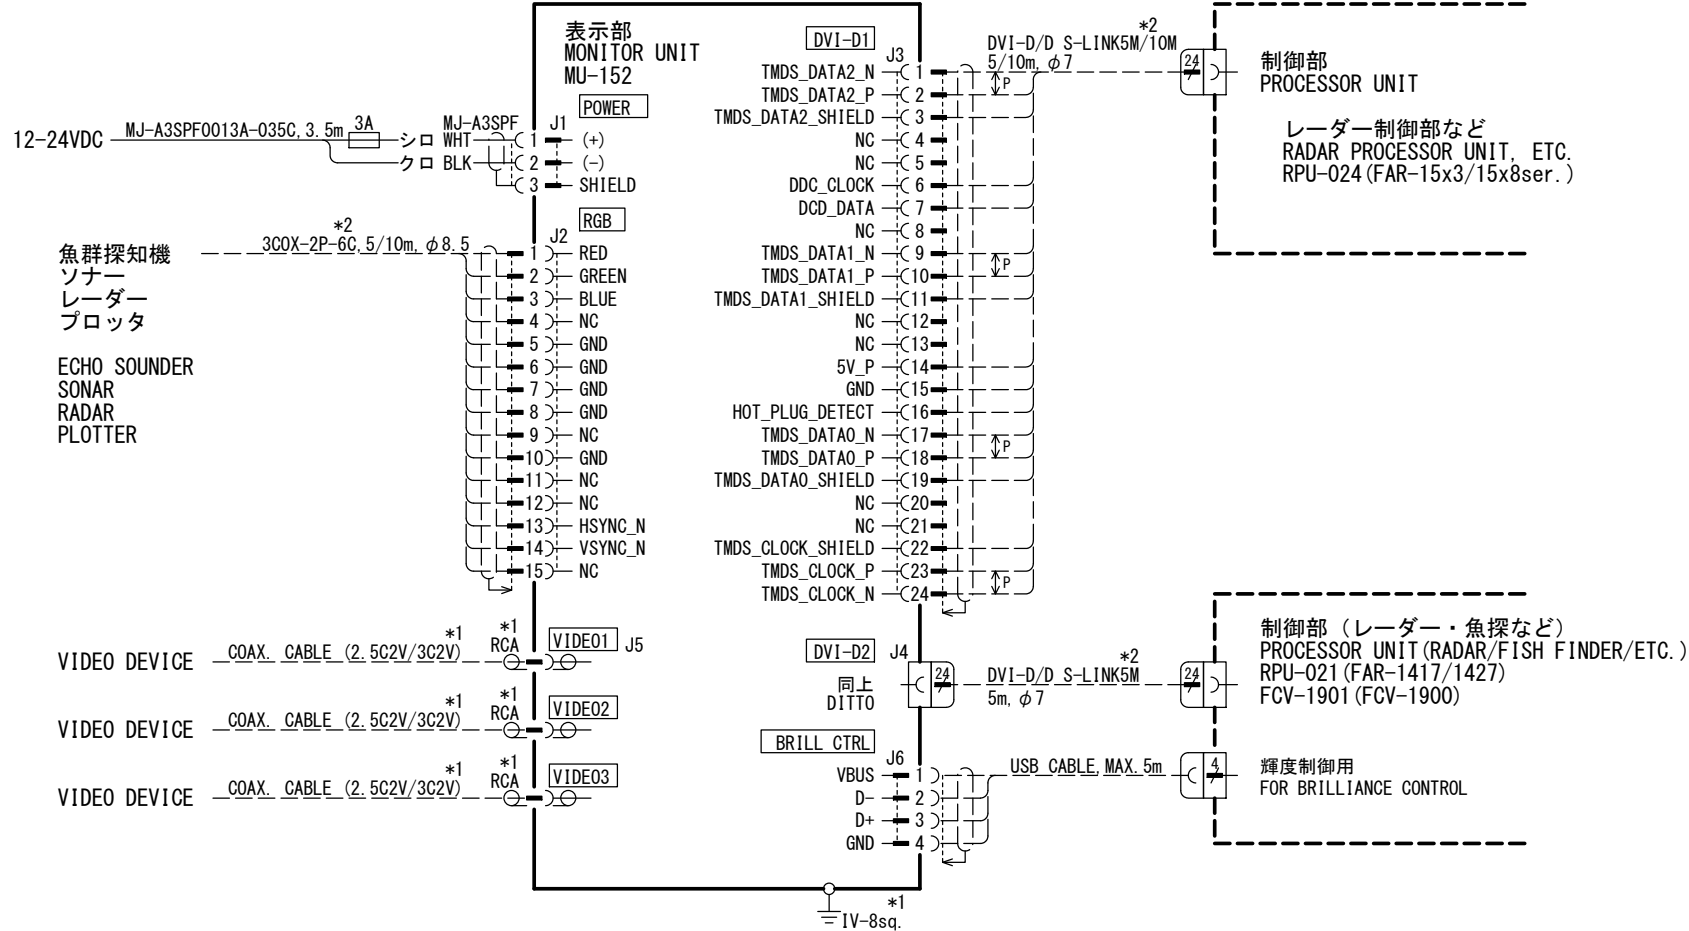 表示部
MONITOR UNIT
MU-152
POWER
12-24VDC
MJ-A3SPF0013A-035C, 3.5m
3A
シロ WHT
クロ BLK
MJ-A3SPF
J1
1 (+)
2 (-)
3 SHIELD
RGB
J2
*2
3COX-2P-6C, 5/10m, φ8.5
魚群探知機
ソナー
レーダー
プロッタ
ECHO SOUNDER
SONAR
RADAR
PLOTTER
1 RED
2 GREEN
3 BLUE
4 NC
5 GND
6 GND
7 GND
8 GND
9 NC
10 GND
11 NC
12 NC
13 HSYNC_N
14 VSYNC_N
15 NC
VIDEO DEVICE COAX. CABLE (2.5C2V/3C2V) *1 RCA *1 VIDEO1 J5
VIDEO DEVICE COAX. CABLE (2.5C2V/3C2V) *1 RCA *1 VIDEO2
VIDEO DEVICE COAX. CABLE (2.5C2V/3C2V) *1 RCA *1 VIDEO3
DVI-D1
J3
TMDS_DATA2_N 1
TMDS_DATA2_P 2
TMDS_DATA2_SHIELD 3
NC 4
NC 5
DDC_CLOCK 6
DCD_DATA 7
NC 8
TMDS_DATA1_N 9
TMDS_DATA1_P 10
TMDS_DATA1_SHIELD 11
NC 12
NC 13
5V_P 14
GND 15
HOT_PLUG_DETECT 16
TMDS_DATA0_N 17
TMDS_DATA0_P 18
TMDS_DATA0_SHIELD 19
NC 20
NC 21
TMDS_CLOCK_SHIELD 22
TMDS_CLOCK_P 23
TMDS_CLOCK_N 24
P
P
P
P
*2
DVI-D/D S-LINK5M/10M
5/10m, φ7
24
制御部
PROCESSOR UNIT
レーダー制御部など
RADAR PROCESSOR UNIT, ETC.
RPU-024(FAR-15x3/15x8ser.)
DVI-D2
J4
同上
DITTO
24
*2
DVI-D/D S-LINK5M
5m, φ7
24
制御部(レーダー・魚探など)
PROCESSOR UNIT(RADAR/FISH FINDER/ETC.)
RPU-021(FAR-1417/1427)
FCV-1901(FCV-1900)
BRILL CTRL
J6
VBUS 1
D- 2
D+ 3
GND 4
USB CABLE, MAX. 5m
4
輝度制御用
FOR BRILLIANCE CONTROL
*1
IV-8sq.